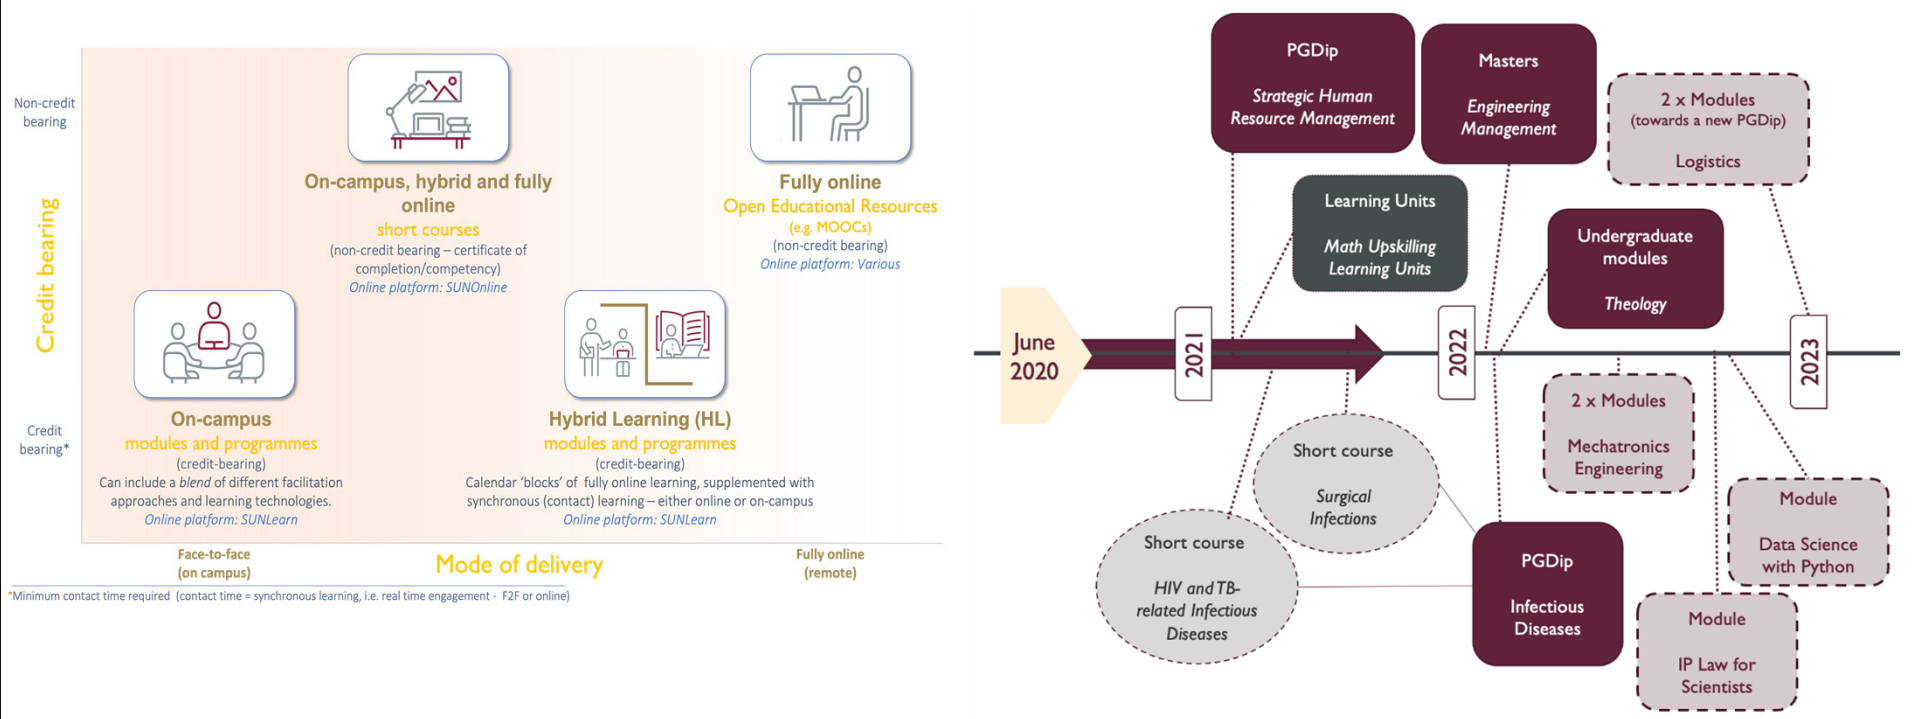 Non-credit
bearing
Credit bearing
Credit
bearing*
On-campus, hybrid and fully
online
short courses
(non-credit bearing – certificate of
completion/competency)
Online platform: SUNOnline
Fully online
Open Educational Resources
(e.g. MOOCs)
(non-credit bearing)
Online platform: Various
On-campus
modules and programmes
(credit-bearing)
Can include a blend of different facilitation
approaches and learning technologies.
Online platform: SUNLearn
Hybrid Learning (HL)
modules and programmes
(credit-bearing)
Calendar ‘blocks’ of fully online learning, supplemented with
synchronous (contact) learning – either online or on-campus
Online platform: SUNLearn
Face-to-face
(on campus)
Mode of delivery
Fully online
(remote)
*Minimum contact time required (contact time = synchronous learning, i.e. real time engagement - F2F or online)
PGDip
Strategic Human
Resource Management
Masters
Engineering
Management
2 x Modules
(towards a new PGDip)
Logistics
Learning Units
Math Upskilling
Learning Units
Undergraduate
modules
Theology
June
2020
2021
2022
2023
2 x Modules
Mechatronics
Engineering
Short course
Surgical
Infections
Short course
HIV and TB-
related Infectious
Diseases
PGDip
Infectious
Diseases
Module
Data Science
with Python
Module
IP Law for
Scientists